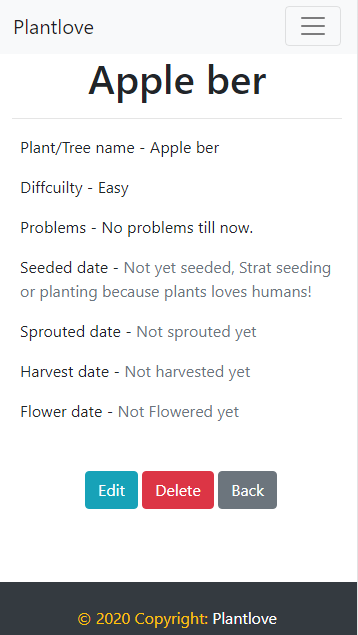 Plantlove
Apple ber
Plant/Tree name - Apple ber
Diffcuilty - Easy
Problems - No problems till now.
Seeded date - Not yet seeded, Strat seeding
or planting because plants loves humans!
Sprouted date - Not sprouted yet
Harvest date - Not harvested yet
Flower date - Not Flowered yet
Edit Delete Back
© 2020 Copyright: Plantlove